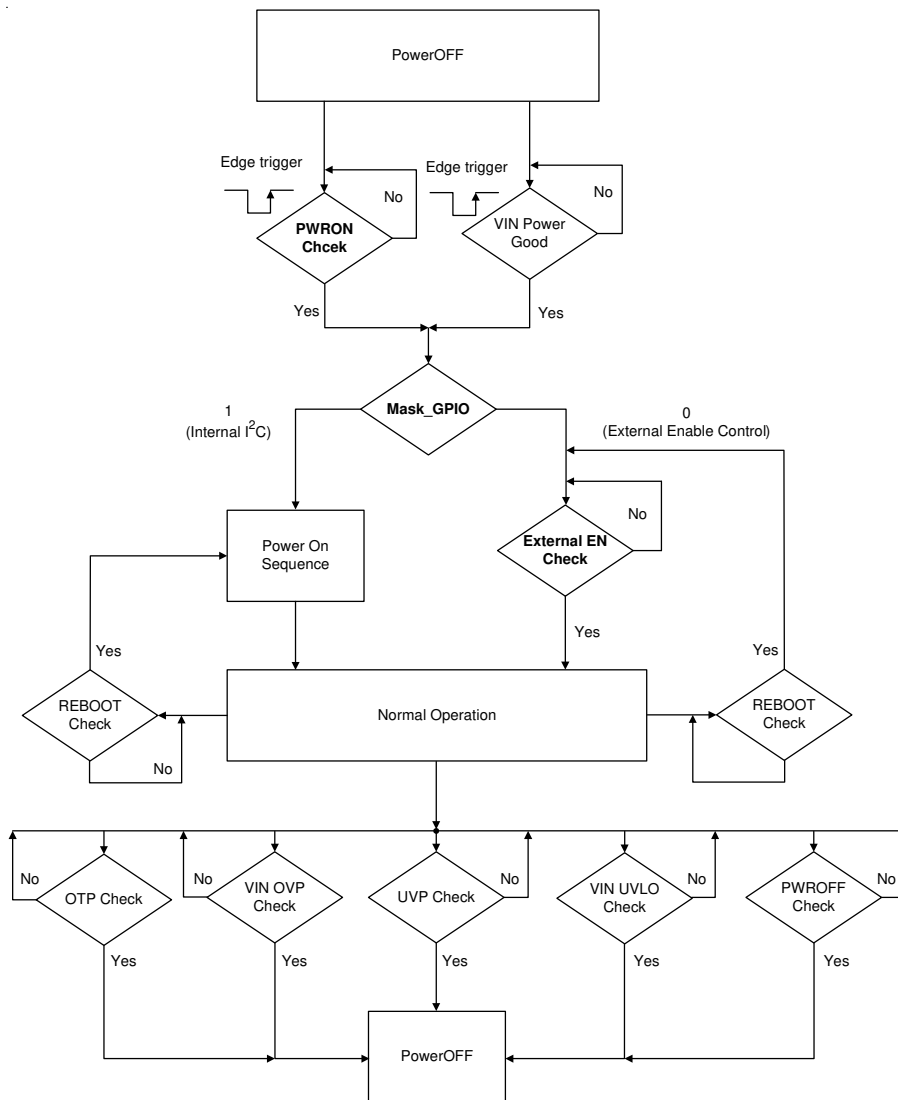 PowerOFF
Edge trigger
Edge trigger
No
No
PWRON
Chcek
VIN Power
Good
Yes
Yes
Mask_GPIO
1
(Internal I²C)
0
(External Enable Control)
No
Power On
Sequence
External EN
Check
Yes
Yes
Yes
REBOOT
Check
Normal Operation
REBOOT
Check
No
No
OTP Check
No
VIN OVP
Check
UVP Check
No
VIN UVLO
Check
No
PWROFF
Check
No
Yes
Yes
Yes
Yes
Yes
PowerOFF